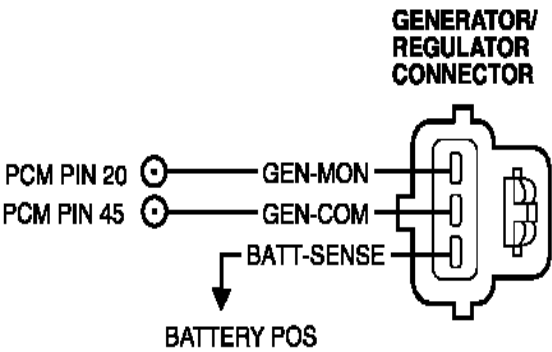 GENERATOR/
REGULATOR
CONNECTOR
PCM PIN 20 GEN-MON
PCM PIN 45 GEN-COM
BATT-SENSE
BATTERY POS